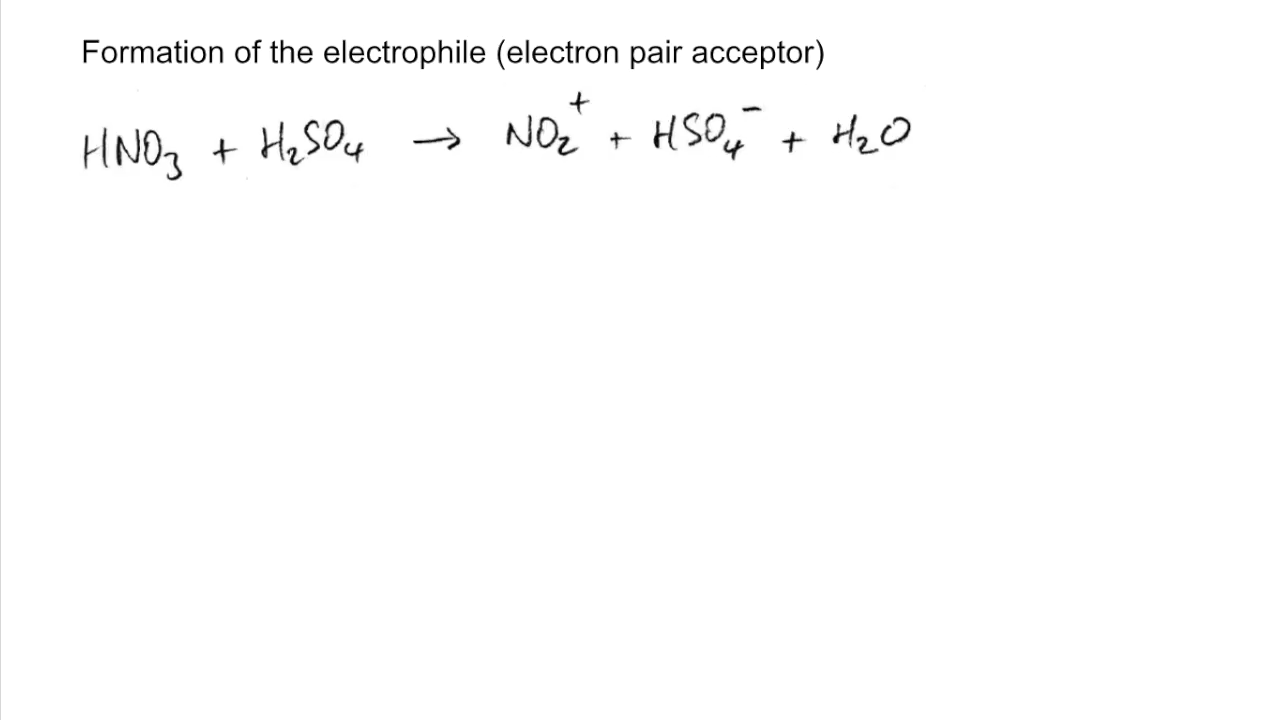 Formation of the electrophile (electron pair acceptor)
HNO₃ + H₂SO₄ → NO₂⁺ + HSO₄⁻ + H₂O